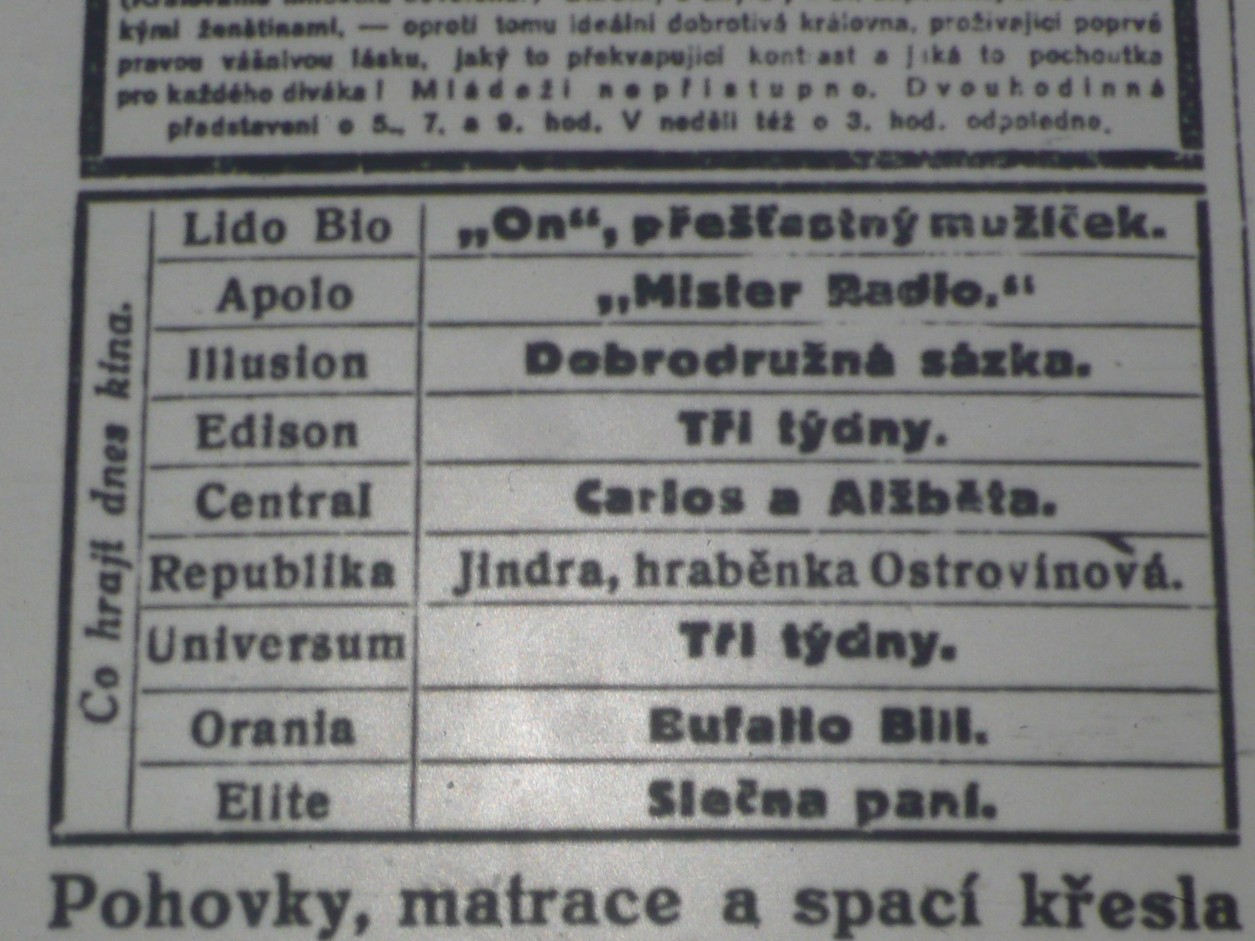 kými ženštinami, — oproti tomu ideální dobrotivá královna, prožívající poprvé
pravou vášnivou lásku, jaký to překvapující kontrast a jaká to pochoutka
pro každého diváka! Mládeži nepřístupno. Dvouhodinná
představení o 5., 7. a 9. hod. V neděli též o 3. hod. odpoledne.
Co hrají dnes kina.
Lido Bio „On“, přešťastný mužíček.
Apolo „Mister Radio.“
Illusion Dobrodružná sázka.
Edison Tři týdny.
Central Carlos a Alžběta.
Republika Jindra, hraběnka Ostrovínová.
Universum Tři týdny.
Orania Bufallo Bill.
Elite Slečna paní.
Pohovky, matrace a spací křesla